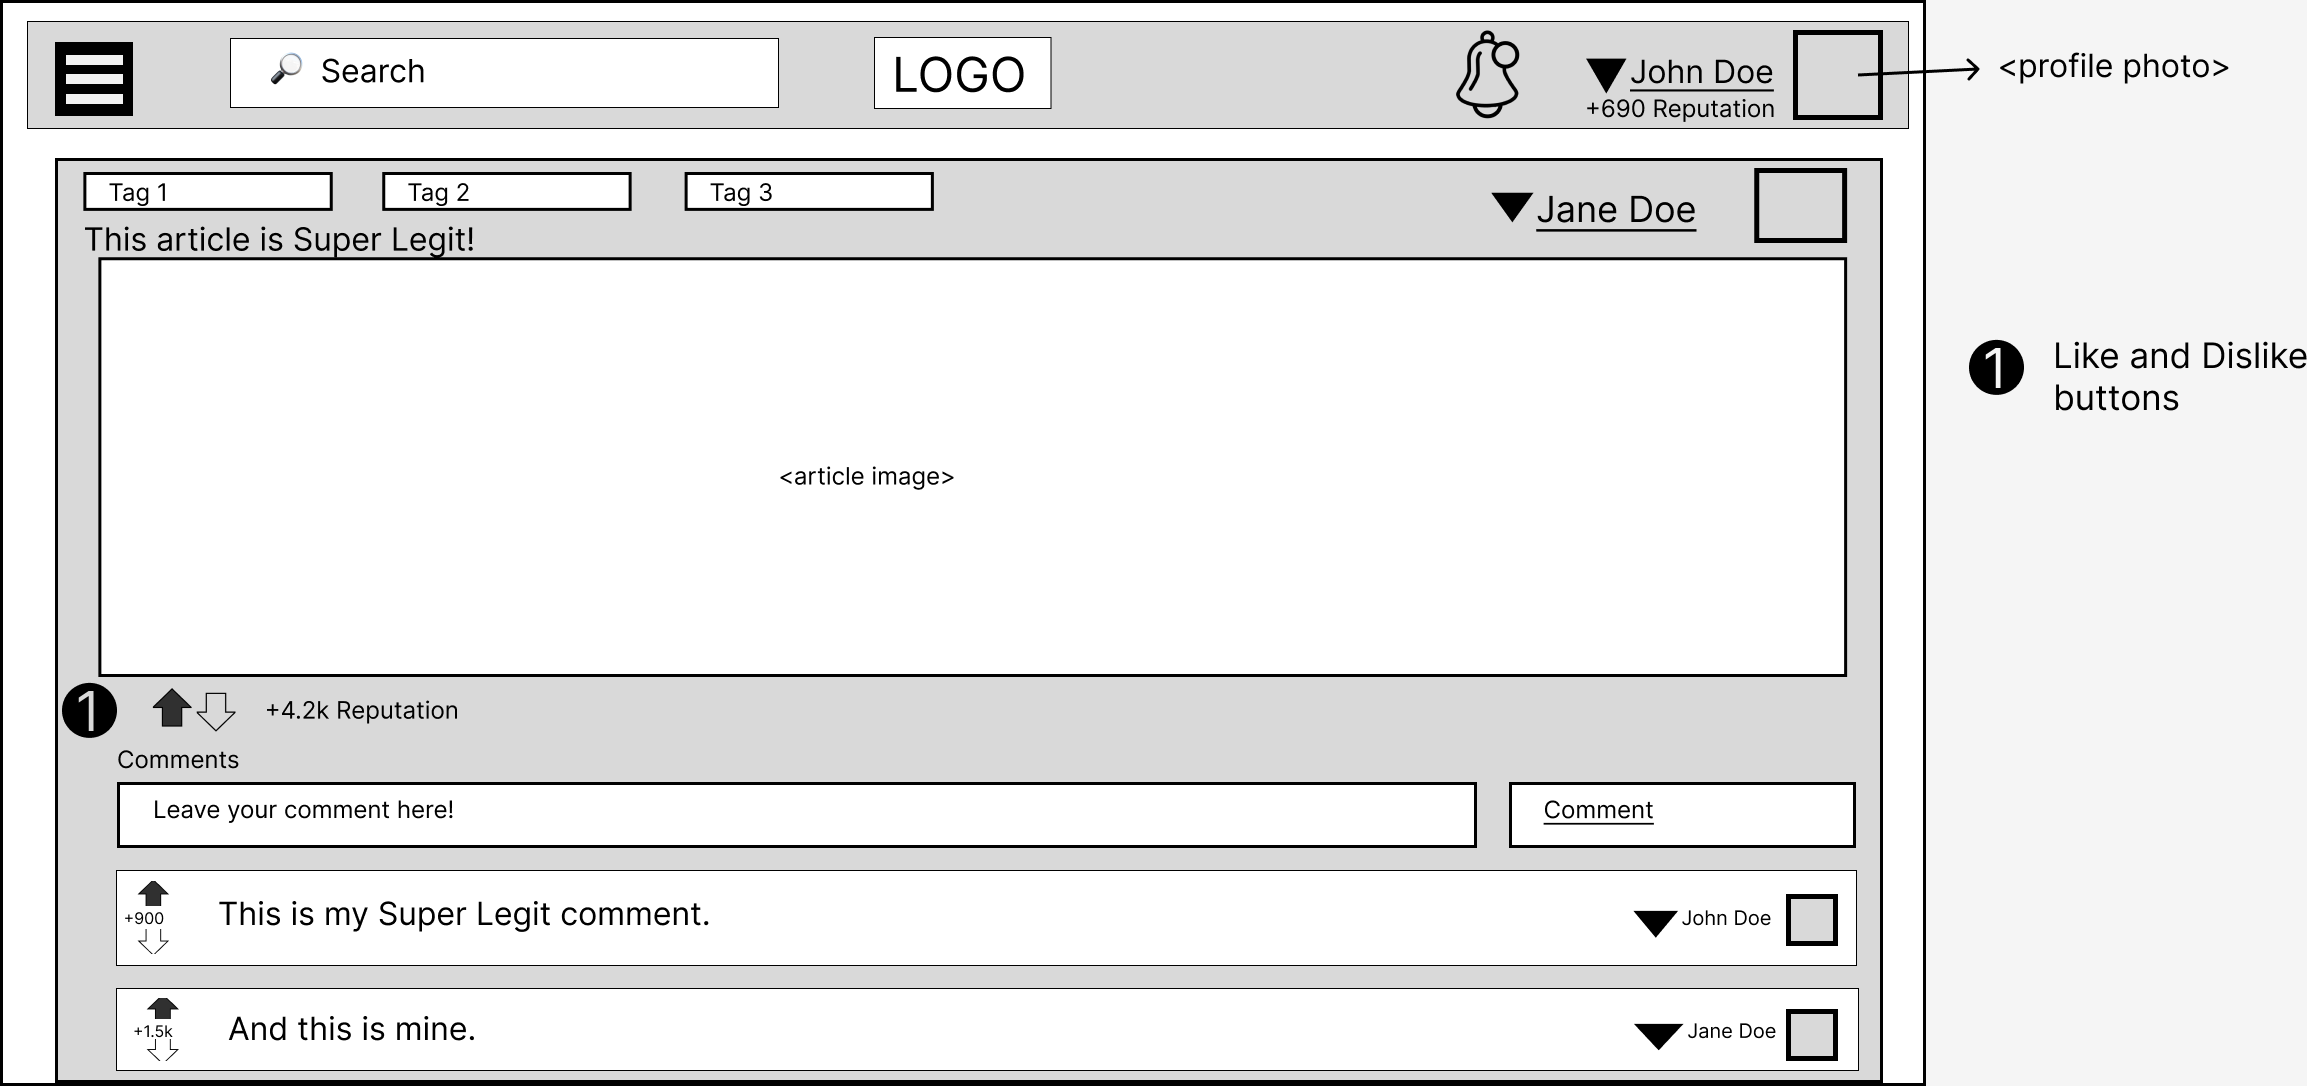 Search
LOGO
John Doe
+690 Reputation
<profile photo>
Tag 1
Tag 2
Tag 3
Jane Doe
This article is Super Legit!
<article image>
1
Like and Dislike
buttons
1
+4.2k Reputation
Comments
Leave your comment here!
Comment
+900
This is my Super Legit comment.
John Doe
+1.5k
And this is mine.
Jane Doe